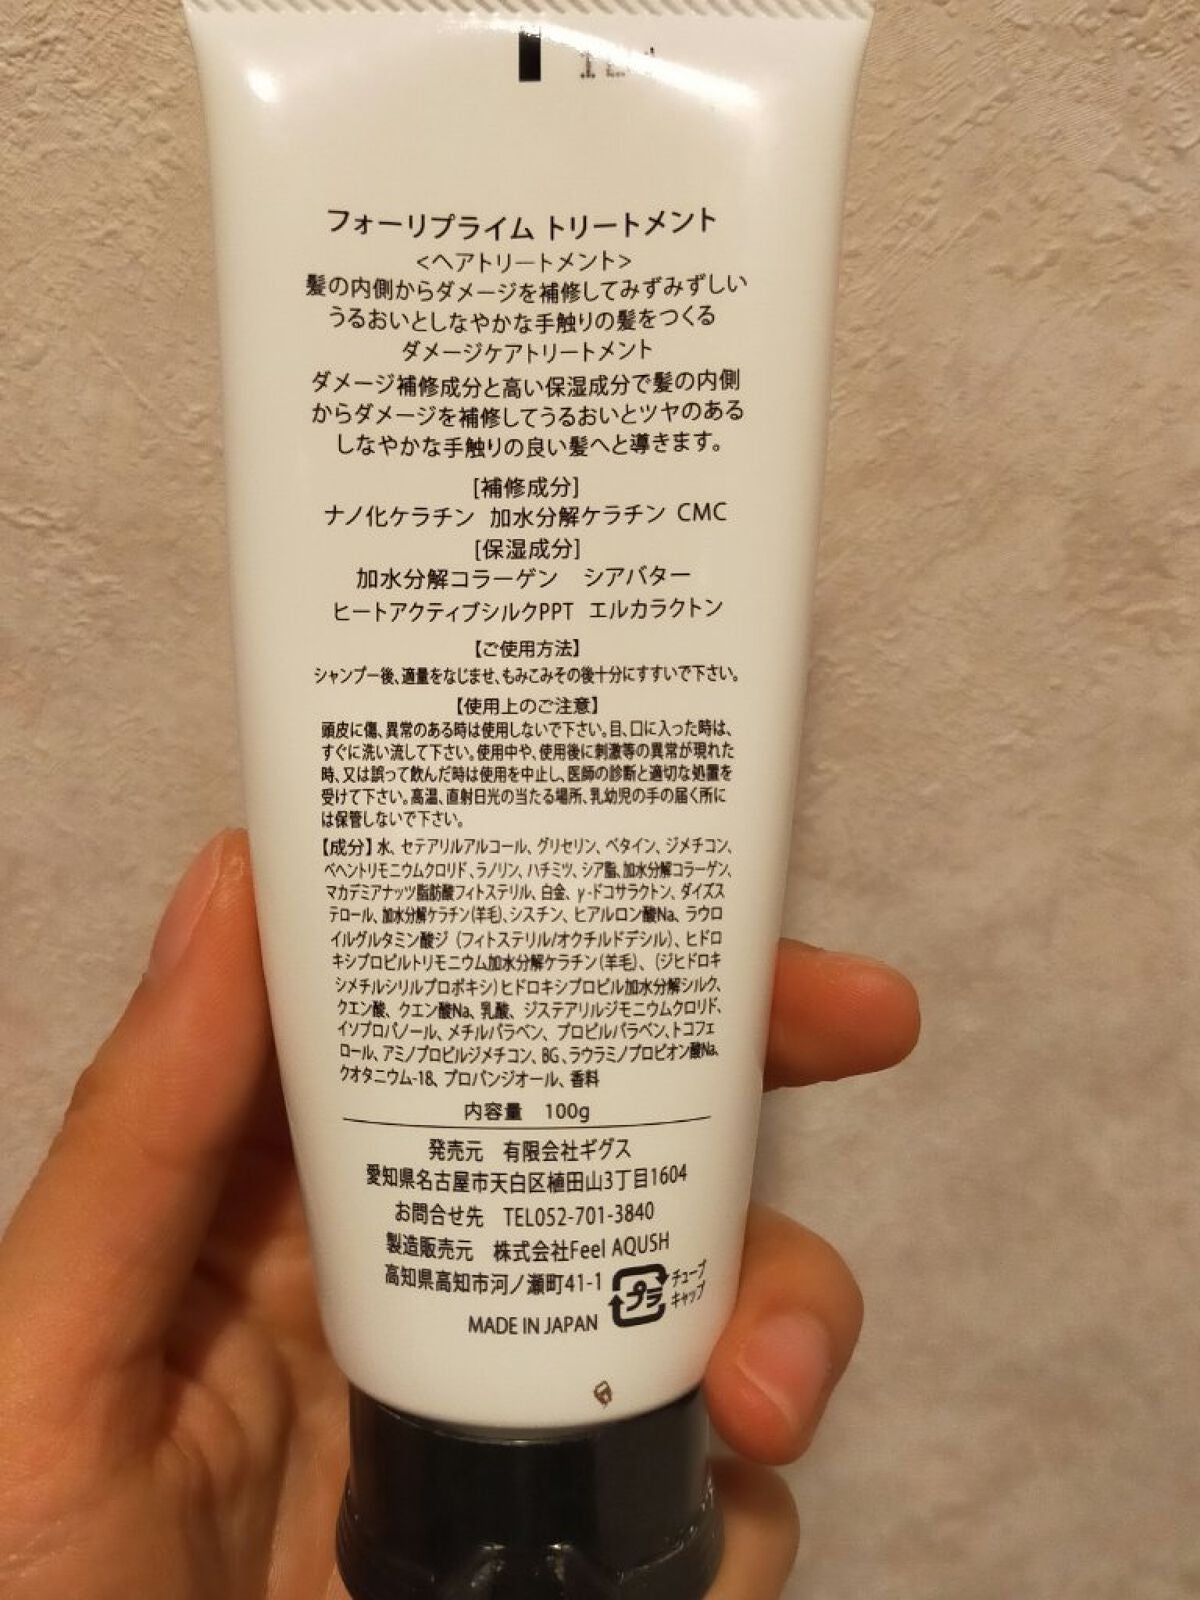 フォーリプライム トリートメント
<ヘアトリートメント>
髪の内側からダメージを補修してみずみずしい
うるおいとしなやかな手触りの髪をつくる
ダメージケアトリートメント
ダメージ補修成分と高い保湿成分で髪の内側
からダメージを補修してうるおいとツヤのある
しなやかな手触りの良い髪へと導きます。
[補修成分]
ナノ化ケラチン 加水分解ケラチン CMC
[保湿成分]
加水分解コラーゲン シアバター
ヒートアクティブシルクPPT エルカラクトン
【ご使用方法】
シャンプー後、適量をなじませ、もみこみその後十分にすすいで下さい。
【使用上のご注意】
頭皮に傷、異常のある時は使用しないで下さい。目、口に入った時は、
すぐに洗い流して下さい。使用中や、使用後に刺激等の異常が現れた
時、又は誤って飲んだ時は使用を中止し、医師の診断と適切な処置を
受けて下さい。高温、直射日光の当たる場所、乳幼児の手の届く所に
は保管しないで下さい。
【成分】水、セテアリルアルコール、グリセリン、ベタイン、ジメチコン、
ベヘントリモニウムクロリド、ラノリン、ハチミツ、シア脂、加水分解コラーゲン、
マカデミアナッツ脂肪酸フィトステリル、白金、γ-ドコサラクトン、ダイズス
テロール、加水分解ケラチン(羊毛)、シスチン、ヒアルロン酸Na、ラウロ
イルグルタミン酸ジ(フィトステリル/オクチルドデシル)、ヒドロ
キシプロピルトリモニウム加水分解ケラチン(羊毛)、(ジヒドロキ
シメチルシリルプロポキシ)ヒドロキシプロピル加水分解シルク、
クエン酸、クエン酸Na、乳酸、ジステアリルジモニウムクロリド、
イソプロパノール、メチルパラベン、プロピルパラベン、トコフェ
ロール、アミノプロピルジメチコン、BG、ラウラミノプロピオン酸Na、
クオタニウム-18、プロパンジオール、香料
内容量 100g
発売元 有限会社ギグス
愛知県名古屋市天白区植田山3丁目1604
お問合せ先 TEL052-701-3840
製造販売元 株式会社Feel AQUSH
高知県高知市河ノ瀬町41-1
プラ
チューブ
キャップ
MADE IN JAPAN